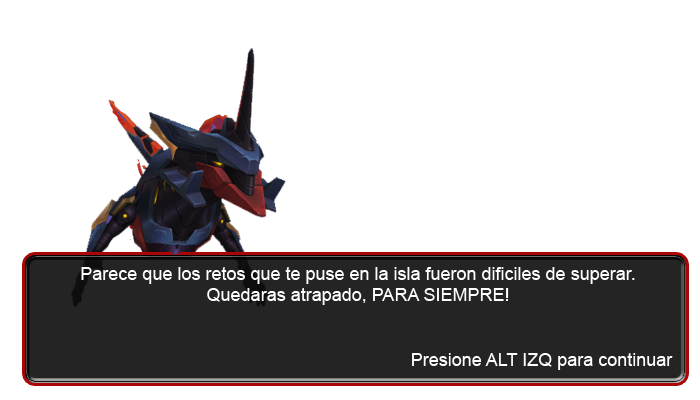 Parece que los retos que te puse en la isla fueron dificiles de superar.
Quedaras atrapado, PARA SIEMPRE!
Presione ALT IZQ para continuar